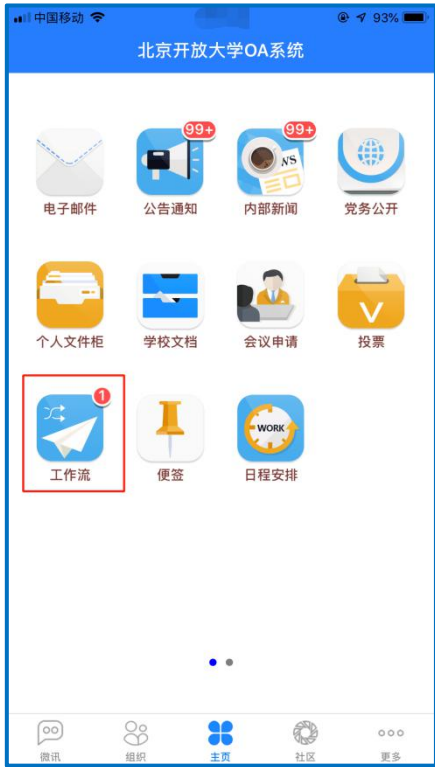 中国移动 93%
北京开放大学OA系统
99+ 99+
NS
电子邮件 公告通知 内部新闻 党务公开
V
个人文件柜 学校文档 会议申请 投票
1
WORK
工作流 便签 日程安排
微讯 组织 主页 社区 更多